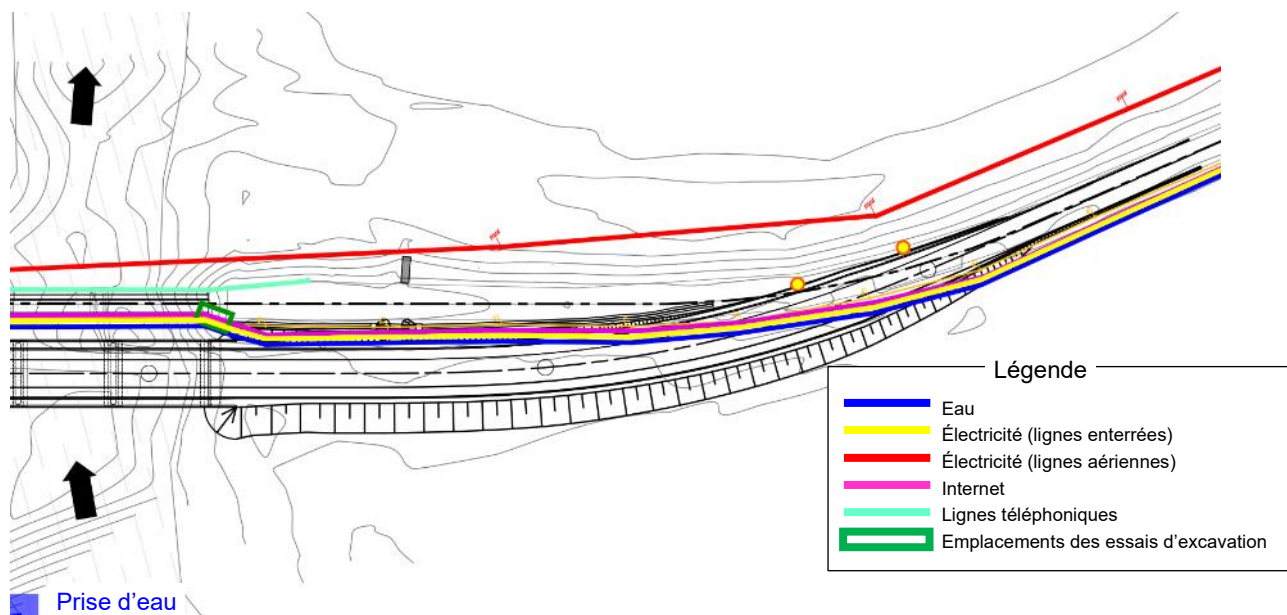 Légende
Eau
Électricité (lignes enterrées)
Électricité (lignes aériennes)
Internet
Lignes téléphoniques
Emplacements des essais d’excavation
Prise d’eau